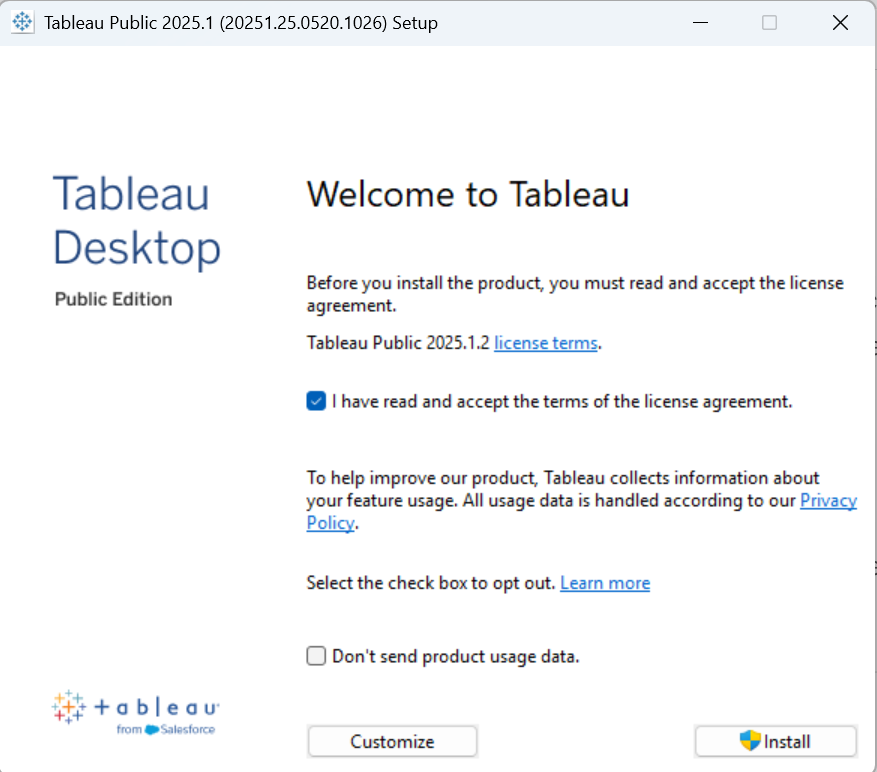 Tableau Public 2025.1 (20251.25.0520.1026) Setup
Tableau
Desktop
Public Edition
Welcome to Tableau
Before you install the product, you must read and accept the license
agreement.
Tableau Public 2025.1.2 license terms.
I have read and accept the terms of the license agreement.
To help improve our product, Tableau collects information about
your feature usage. All usage data is handled according to our Privacy
Policy.
Select the check box to opt out. Learn more
Don't send product usage data.
+ a b l e a u
from Salesforce
Customize
Install